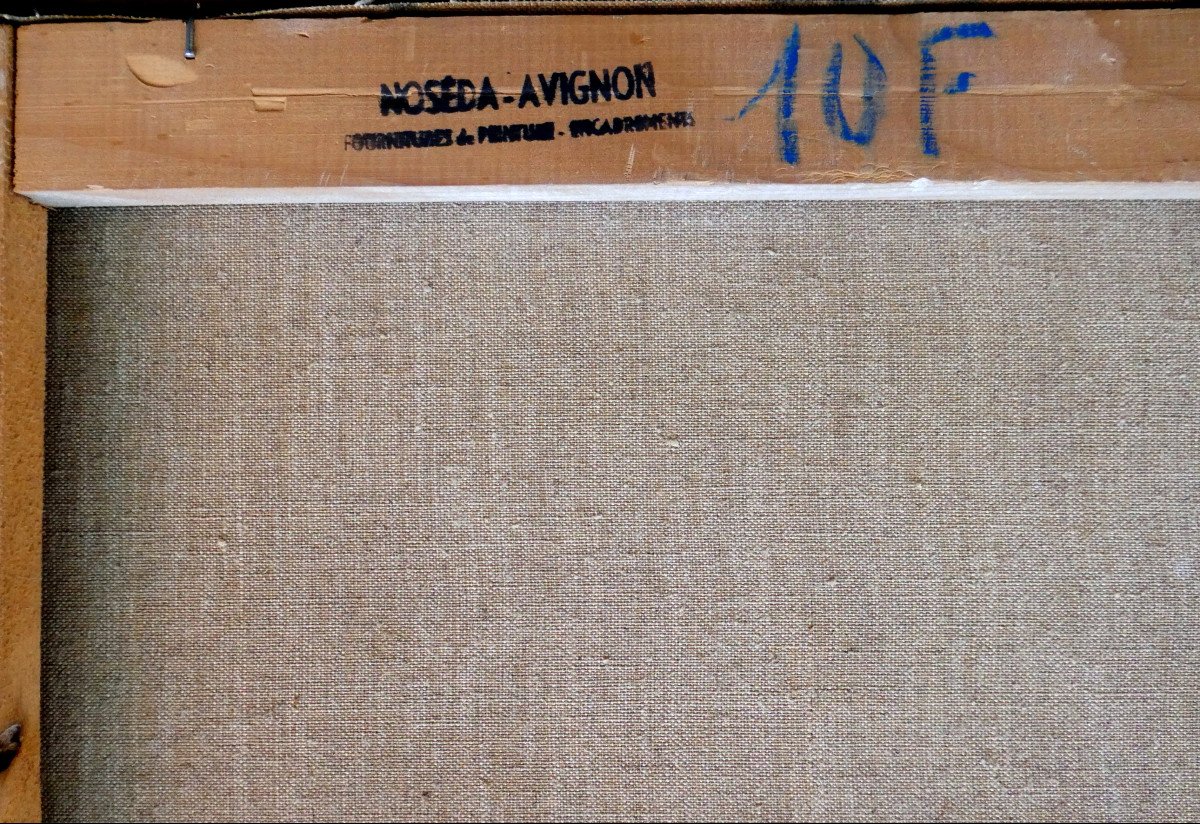 NOSÉDA-AVIGNON
FOURNITURES de PEINTURE - ENCADREMENTS
10F